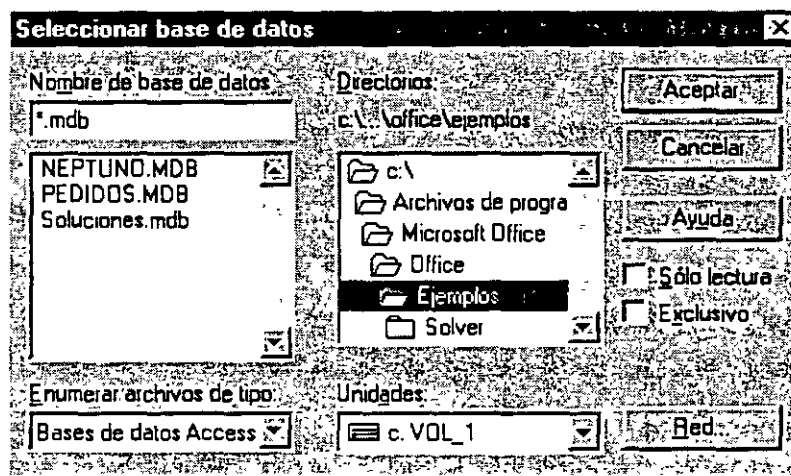 Seleccionar base de datos
Nombre de base de datos
*.mdb
NEPTUNO.MDB
PEDIDOS.MDB
Soluciones.mdb
Enumerar archivos de tipo:
Bases de datos Access
Directorios:
c:\...\office\ejemplos
c:\
Archivos de progra
Microsoft Office
Office
Ejemplos
Solver
Unidades:
c. VOL_1
Aceptar
Cancelar
Ayuda
Sólo lectura
Exclusivo
Red...